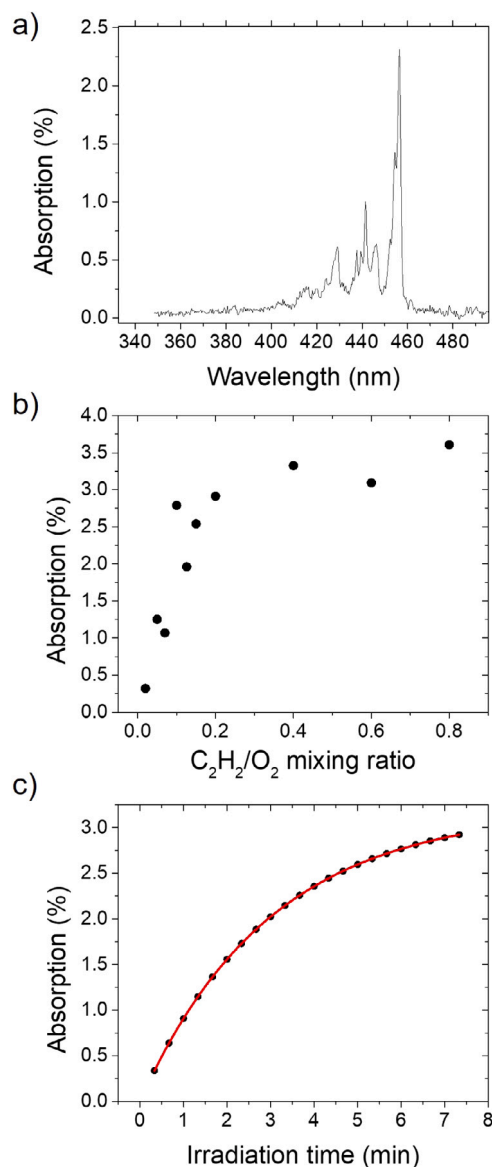 a)
2.5
2.0
1.5
1.0
0.5
0.0
Absorption (%)
340 360 380 400 420 440 460 480
Wavelength (nm)
b)
4.0
3.5
3.0
2.5
2.0
1.5
1.0
0.5
0.0
Absorption (%)
0.0 0.2 0.4 0.6 0.8
C₂H₂/O₂ mixing ratio
c)
3.0
2.5
2.0
1.5
1.0
0.5
0.0
Absorption (%)
0 1 2 3 4 5 6 7 8
Irradiation time (min)